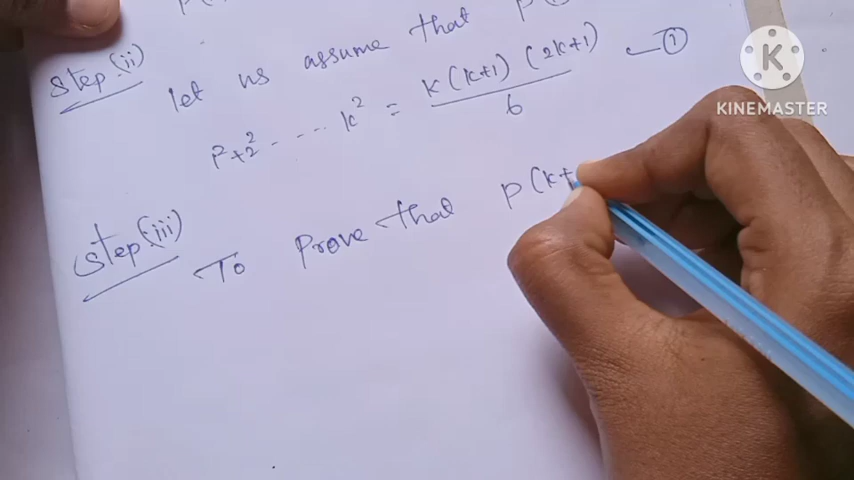 Step (ii)
let us assume that P
1²+2² - - - - k² = k(k+1) (2k+1) / 6 ①
Step (iii)
To Prove that P(k+
K
KINEMASTER